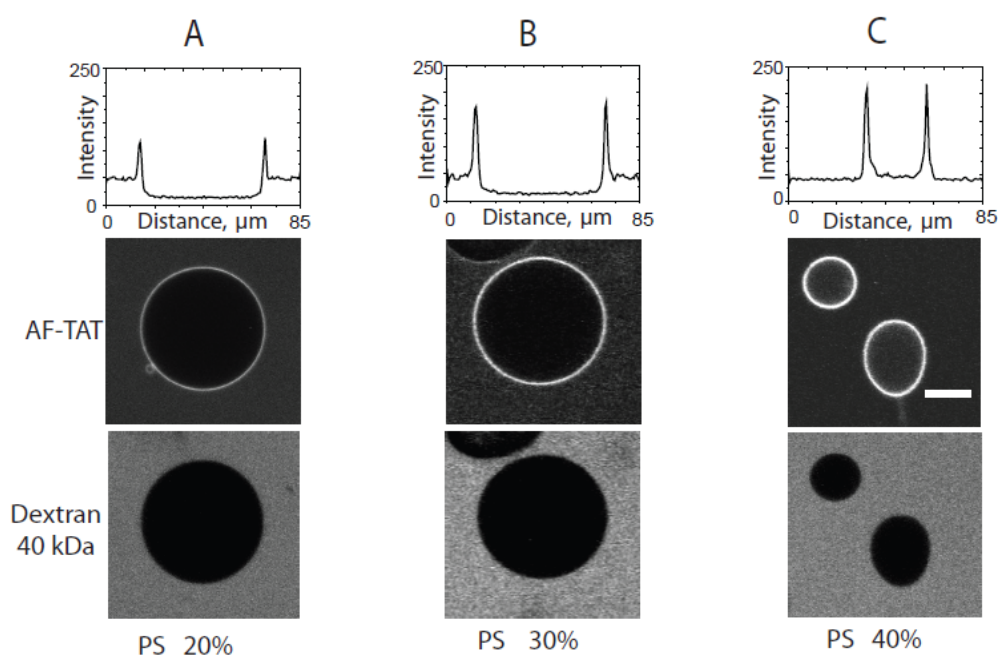 A
B
C
250
Intensity
0
0
Distance, µm
85
250
Intensity
0
0
Distance, µm
85
250
Intensity
0
0
Distance, µm
85
AF-TAT
Dextran
40 kDa
PS 20%
PS 30%
PS 40%